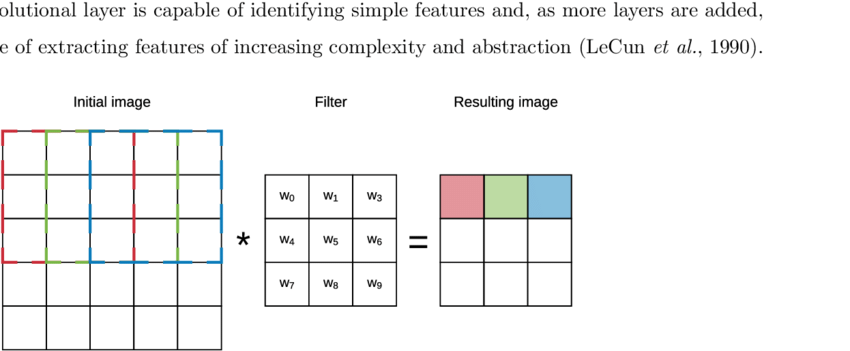 olutional layer is capable of identifying simple features and, as more layers are added,
e of extracting features of increasing complexity and abstraction (LeCun et al., 1990).
Initial image Filter Resulting image
w₀ w₁ w₃
* w₄ w₅ w₆ =
w₇ w₈ w₉